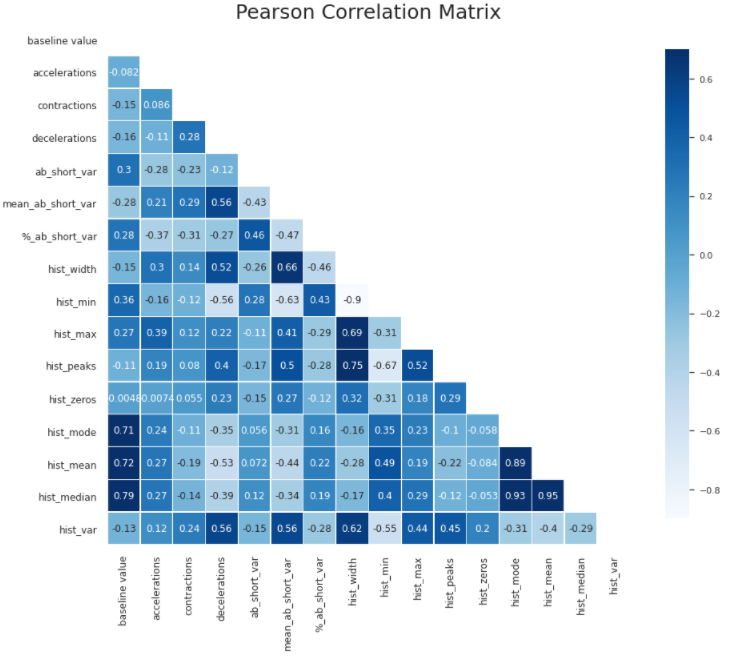 Pearson Correlation Matrix
baseline value
accelerations -0.082
contractions -0.15 0.086
decelerations -0.16 -0.11 0.28
ab_short_var 0.3 -0.28 -0.23 -0.12
mean_ab_short_var -0.28 0.21 0.29 0.56 -0.43
%_ab_short_var 0.28 -0.37 -0.31 -0.27 0.46 -0.47
hist_width -0.15 0.3 0.14 0.52 -0.26 0.66 -0.46
hist_min 0.36 -0.16 -0.12 -0.56 0.28 -0.63 0.43 -0.9
hist_max 0.27 0.39 0.12 0.22 -0.11 0.41 -0.29 0.69 -0.31
hist_peaks -0.11 0.19 0.08 0.4 -0.17 0.5 -0.28 0.75 -0.67 0.52
hist_zeros 0.0048 0.0074 0.055 0.23 -0.15 0.27 -0.12 0.32 -0.31 0.18 0.29
hist_mode 0.71 0.24 -0.11 -0.35 0.056 -0.31 0.16 -0.16 0.35 0.23 -0.1 -0.058
hist_mean 0.72 0.27 -0.19 -0.53 0.072 -0.44 0.22 -0.28 0.49 0.19 -0.22 -0.084 0.89
hist_median 0.79 0.27 -0.14 -0.39 0.12 -0.34 0.19 -0.17 0.4 0.29 -0.12 -0.053 0.93 0.95
hist_var -0.13 0.12 0.24 0.56 -0.15 0.56 -0.28 0.62 -0.55 0.44 0.45 0.2 -0.31 -0.4 -0.29
baseline value
accelerations
contractions
decelerations
ab_short_var
mean_ab_short_var
%_ab_short_var
hist_width
hist_min
hist_max
hist_peaks
hist_zeros
hist_mode
hist_mean
hist_median
hist_var
0.6
0.4
0.2
0.0
−0.2
−0.4
−0.6
−0.8